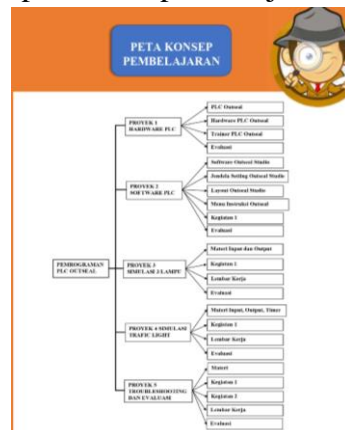 PETA KONSEP
PEMBELAJARAN
PROYEK 1
HARDWARE PLC
PLC Outseal
Hardware PLC Outseal
Trainer PLC Outseal
Evaluasi
PROYEK 2
SOFTWARE PLC
Software Outseal Studio
Jendela Setting Outseal Studio
Layout Outseal Studio
Menu Instruksi Outseal
Kegiatan 1
Evaluasi
PEMROGRAMAN
PLC OUTSEAL
PROYEK 3
SIMULASI 3 LAMPU
Materi Input dan Output
Kegiatan 1
Lembar Kerja
Evaluasi
PROYEK 4 SIMULASI
TRAFIC LIGHT
Materi Input, Output, Timer
Kegiatan 1
Lembar Kerja
Evaluasi
PROYEK 5
TROUBLESHOOTING
DAN EVALUASI
Materi
Kegiatan 1
Kegiatan 2
Lembar Kerja
Evaluasi